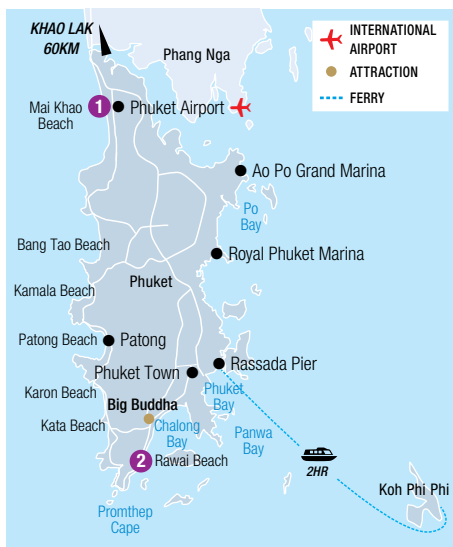 KHAO LAK
60KM
Phang Nga
INTERNATIONAL
AIRPORT
ATTRACTION
FERRY
Mai Khao
Beach
1
Phuket Airport
Ao Po Grand Marina
Po
Bay
Bang Tao Beach
Royal Phuket Marina
Phuket
Kamala Beach
Patong Beach
Patong
Rassada Pier
Phuket Town
Karon Beach
Phuket
Bay
Big Buddha
Kata Beach
Chalong
Bay
Panwa
Bay
2
Rawai Beach
2HR
Koh Phi Phi
Promthep
Cape